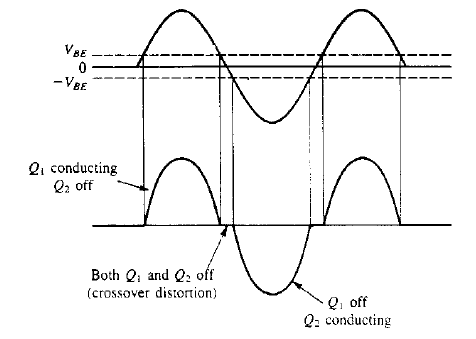 V_BE
0
−V_BE
Q₁ conducting
Q₂ off
Both Q₁ and Q₂ off
(crossover distortion)
Q₁ off
Q₂ conducting